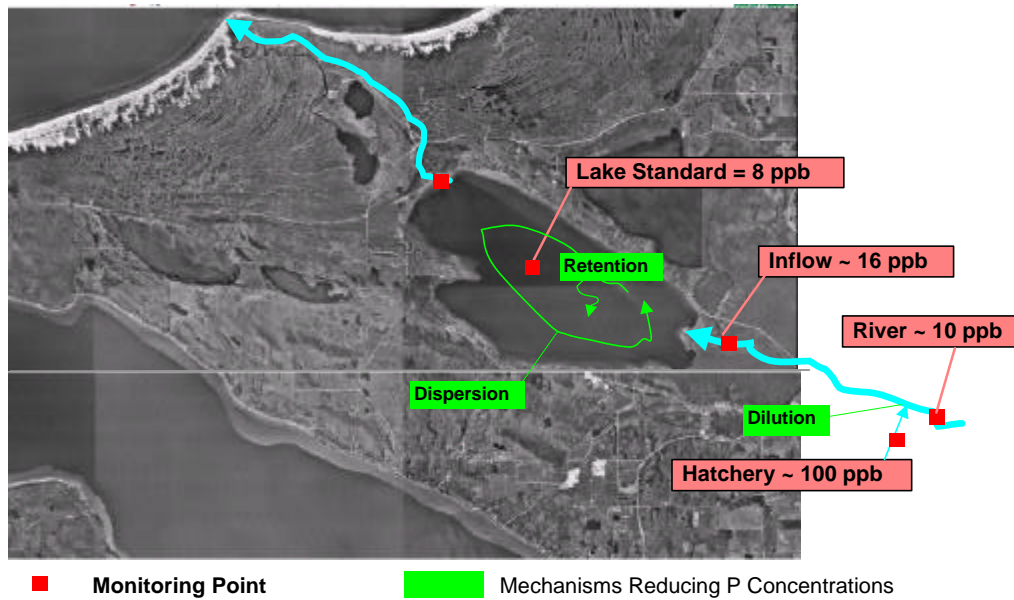 Lake Standard = 8 ppb
Retention
Inflow ~ 16 ppb
River ~ 10 ppb
Dispersion
Dilution
Hatchery ~ 100 ppb
Monitoring Point
Mechanisms Reducing P Concentrations